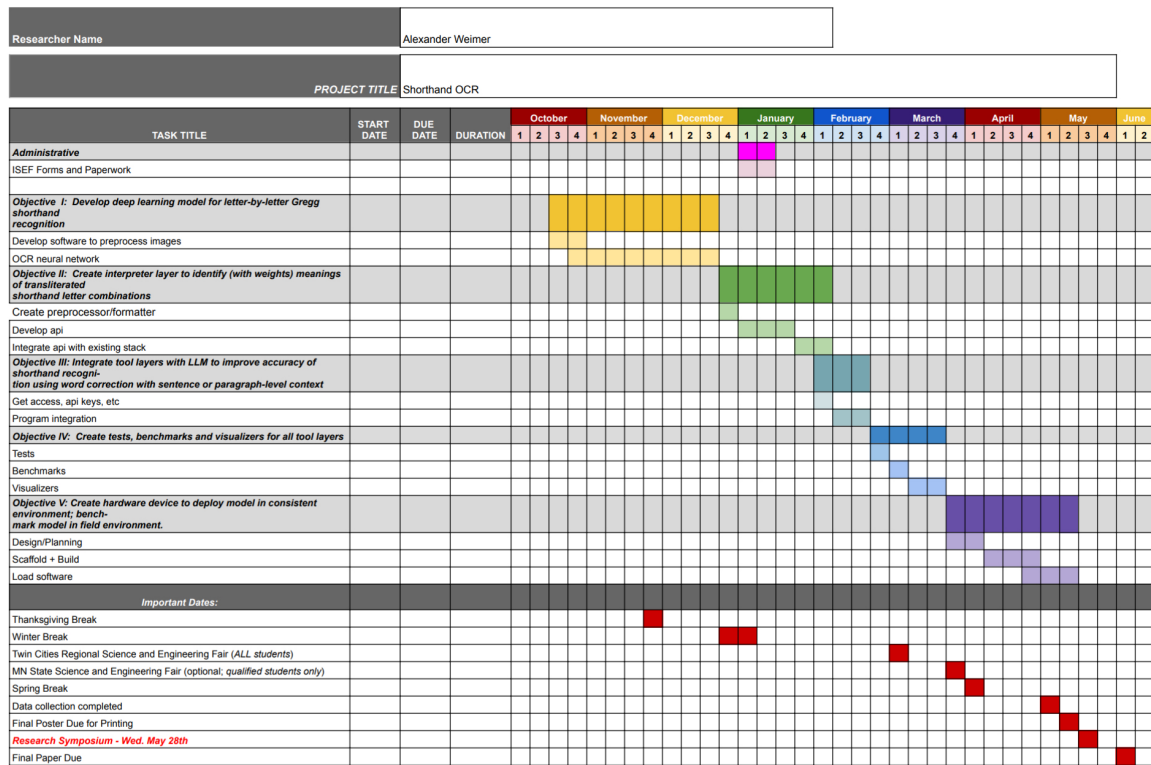 Researcher Name
Alexander Weimer
PROJECT TITLE
Shorthand OCR
TASK TITLE
START
DATE
DUE
DATE
DURATION
October November December January February March April May June
1 2 3 4 1 2 3 4 1 2 3 4 1 2 3 4 1 2 3 4 1 2 3 4 1 2 3 4 1 2 3 4 1 2
Administrative
ISEF Forms and Paperwork
Objective I: Develop deep learning model for letter-by-letter Gregg
shorthand
recognition
Develop software to preprocess images
OCR neural network
Objective II: Create interpreter layer to identify (with weights) meanings
of transliterated
shorthand letter combinations
Create preprocessor/formatter
Develop api
Integrate api with existing stack
Objective III: Integrate tool layers with LLM to improve accuracy of
shorthand recogni-
tion using word correction with sentence or paragraph-level context
Get access, api keys, etc
Program integration
Objective IV: Create tests, benchmarks and visualizers for all tool layers
Tests
Benchmarks
Visualizers
Objective V: Create hardware device to deploy model in consistent
environment; bench-
mark model in field environment.
Design/Planning
Scaffold + Build
Load software
Important Dates:
Thanksgiving Break
Winter Break
Twin Cities Regional Science and Engineering Fair (ALL students)
MN State Science and Engineering Fair (optional; qualified students only)
Spring Break
Data collection completed
Final Poster Due for Printing
Research Symposium - Wed. May 28th
Final Paper Due